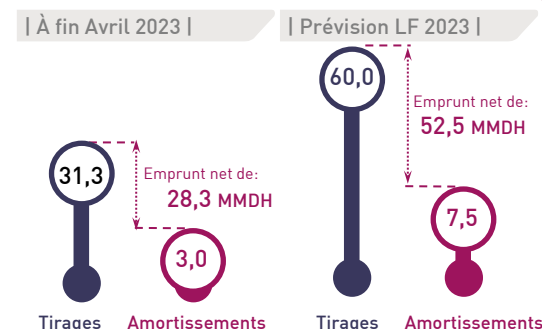 | À fin Avril 2023 |
31,3
Emprunt net de:
28,3 MMDH
3,0
Tirages
Amortissements
| Prévision LF 2023 |
60,0
Emprunt net de:
52,5 MMDH
7,5
Tirages
Amortissements